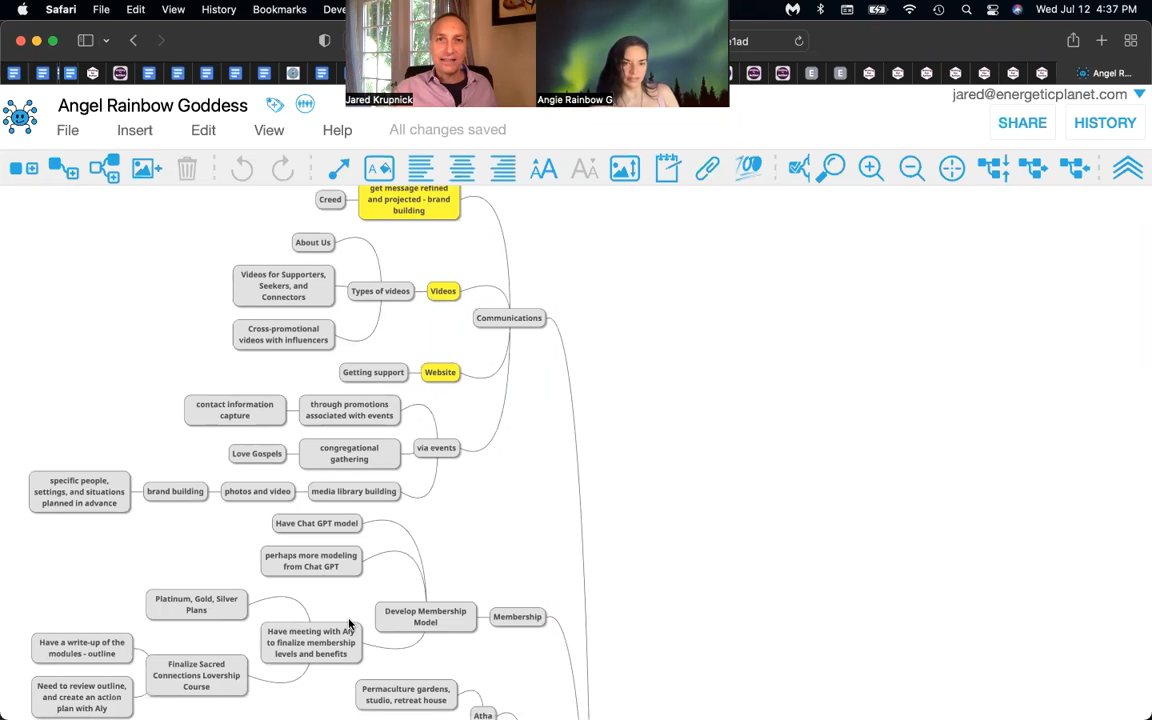 Safari File Edit View History Bookmarks Deve
Wed Jul 12 4:37 PM
1ad
Angel R...
Jared Krupnick
Angie Rainbow G
Angel Rainbow Goddess
jared@energeticplanet.com
File Insert Edit View Help All changes saved
SHARE HISTORY
get message refined
and projected - brand
building
Creed
About Us
Videos for Supporters,
Seekers, and
Connectors
Types of videos
Videos
Cross-promotional
videos with influencers
Communications
Getting support
Website
contact information
capture
through promotions
associated with events
Love Gospels
congregational
gathering
via events
specific people,
settings, and situations
planned in advance
brand building
photos and video
media library building
Have Chat GPT model
perhaps more modeling
from Chat GPT
Platinum, Gold, Silver
Plans
Develop Membership
Model
Membership
Have meeting with Aly
to finalize membership
levels and benefits
Have a write-up of the
modules - outline
Finalize Sacred
Connections Lovership
Course
Need to review outline,
and create an action
plan with Aly
Permaculture gardens,
studio, retreat house
Atha